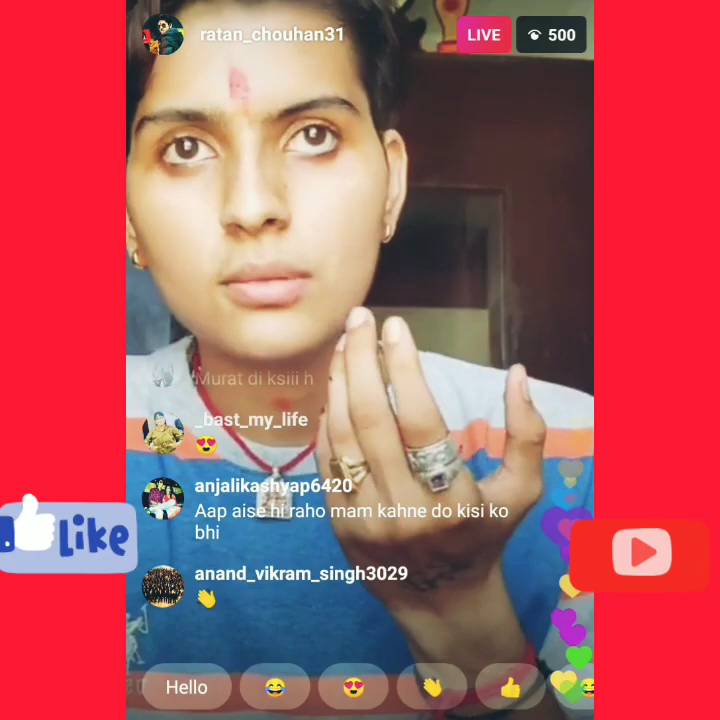 ratan_chouhan31
LIVE
500
Murat di ksiii h
_bast_my_life
😍
anjalikashyap6420
Aap aise hi raho mam kahne do kisi ko
bhi
Like
anand_vikram_singh3029
👋
Hello 😂 😍 👋 👍 😂